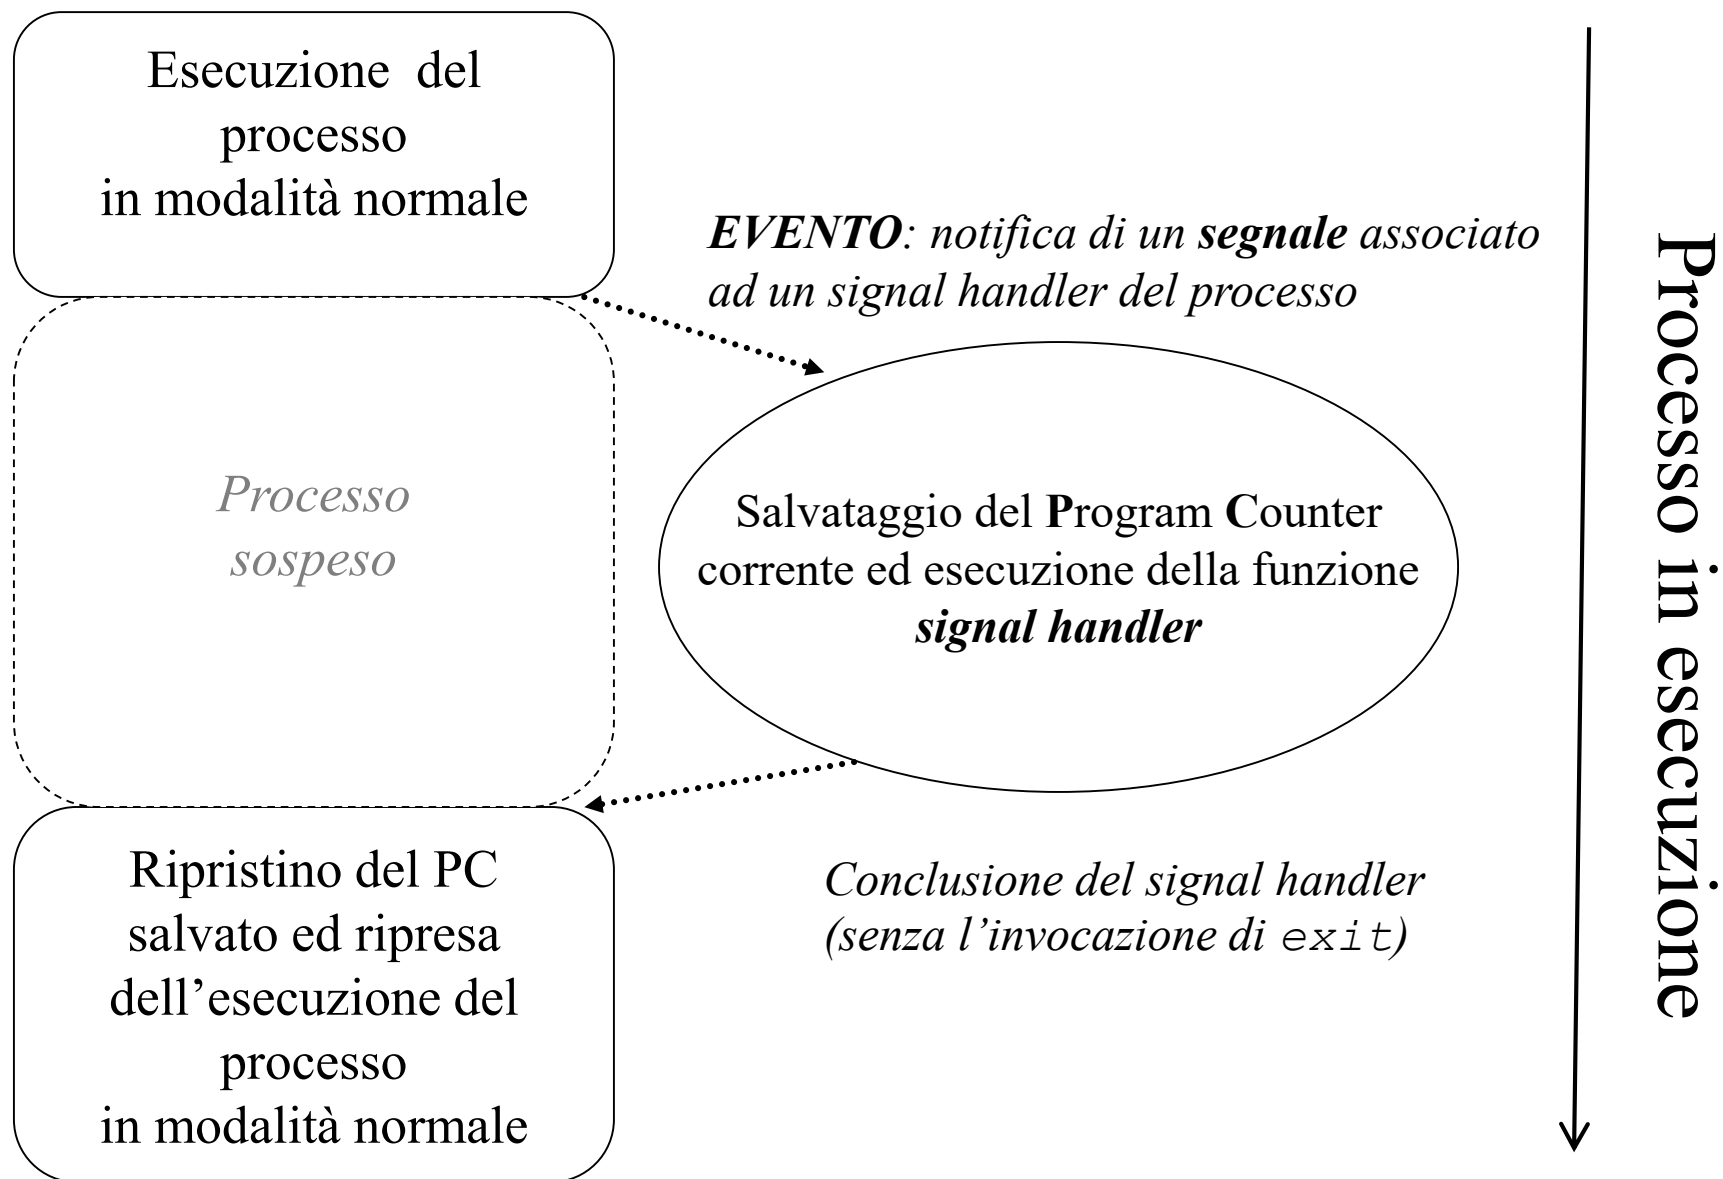 Esecuzione del
processo
in modalità normale
EVENTO: notifica di un segnale associato
ad un signal handler del processo
Processo
sospeso
Salvataggio del Program Counter
corrente ed esecuzione della funzione
signal handler
Ripristino del PC
salvato ed ripresa
dell’esecuzione del
processo
in modalità normale
Conclusione del signal handler
(senza l’invocazione di exit)
Processo in esecuzione